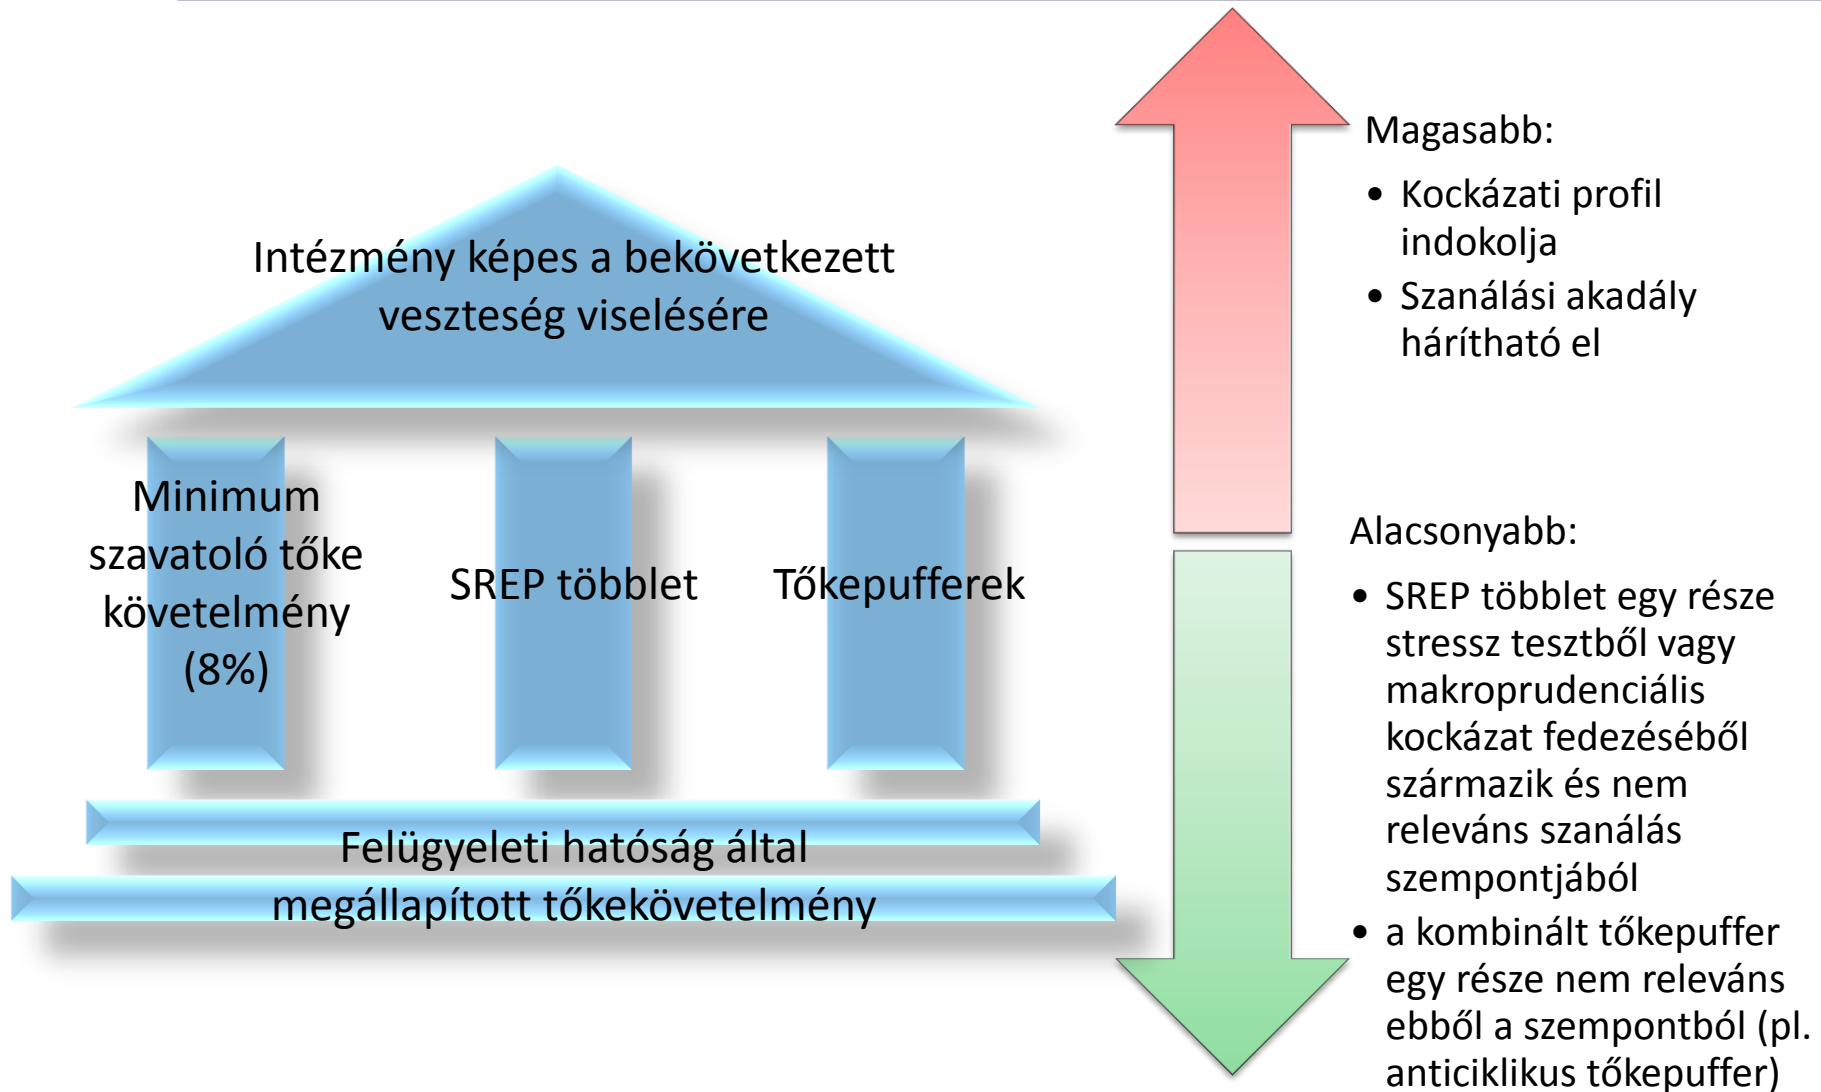 Intézmény képes a bekövetkezett
veszteség viselésére
Minimum
szavatoló tőke
követelmény
(8%)
SREP többlet
Tőkepufferek
Felügyeleti hatóság által
megállapított tőkekövetelmény
Magasabb:
• Kockázati profil
indokolja
• Szanálási akadály
hárítható el
Alacsonyabb:
• SREP többlet egy része
stressz tesztből vagy
makroprudenciális
kockázat fedezéséből
származik és nem
releváns szanálás
szempontjából
• a kombinált tőkepuffer
egy része nem releváns
ebből a szempontból (pl.
anticiklikus tőkepuffer)